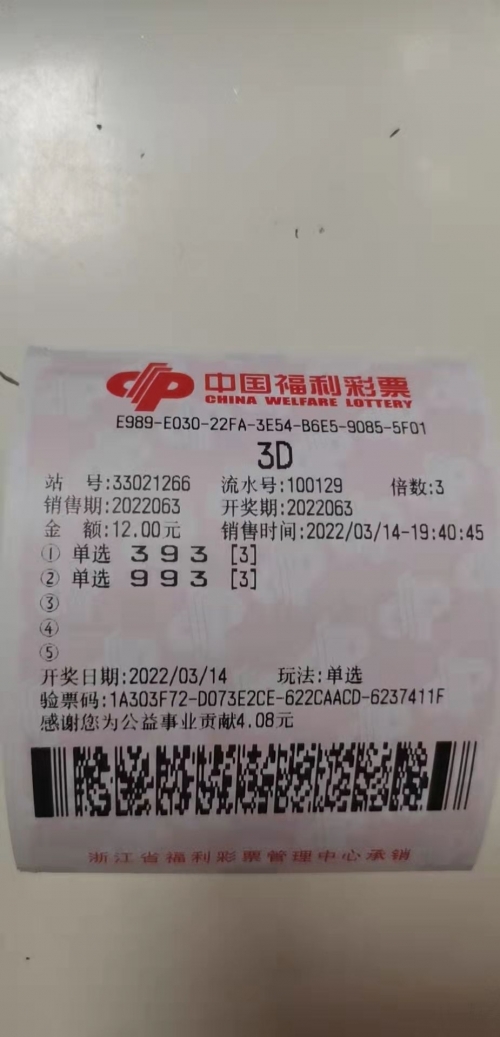 中国福利彩票
CHINA WELFARE LOTTERY
E989-E030-22FA-3E54-B6E5-9085-5F01
3D
站 号:33021266 流水号:100129 倍数:3
销售期:2022063 开奖期:2022063
金 额:12.00元 销售时间:2022/03/14-19:40:45
① 单选 393 [3]
② 单选 993 [3]
③
④
⑤
开奖日期:2022/03/14 玩法:单选
验票码:1A303F72-D073E2CE-622CAACD-6237411F
感谢您为公益事业贡献4.08元
浙江省福利彩票管理中心承销